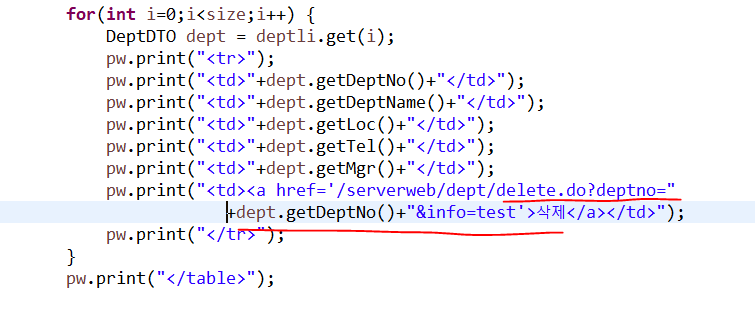 for(int i=0;i<size;i++) {
DeptDTO dept = deptli.get(i);
pw.print("<tr>");
pw.print("<td>"+dept.getDeptNo()+"</td>");
pw.print("<td>"+dept.getDeptName()+"</td>");
pw.print("<td>"+dept.getLoc()+"</td>");
pw.print("<td>"+dept.getTel()+"</td>");
pw.print("<td>"+dept.getMgr()+"</td>");
pw.print("<td><a href='/serverweb/dept/delete.do?deptno="
+dept.getDeptNo()+"&info=test'>삭제</a></td>");
pw.print("</tr>");
}
pw.print("</table>");